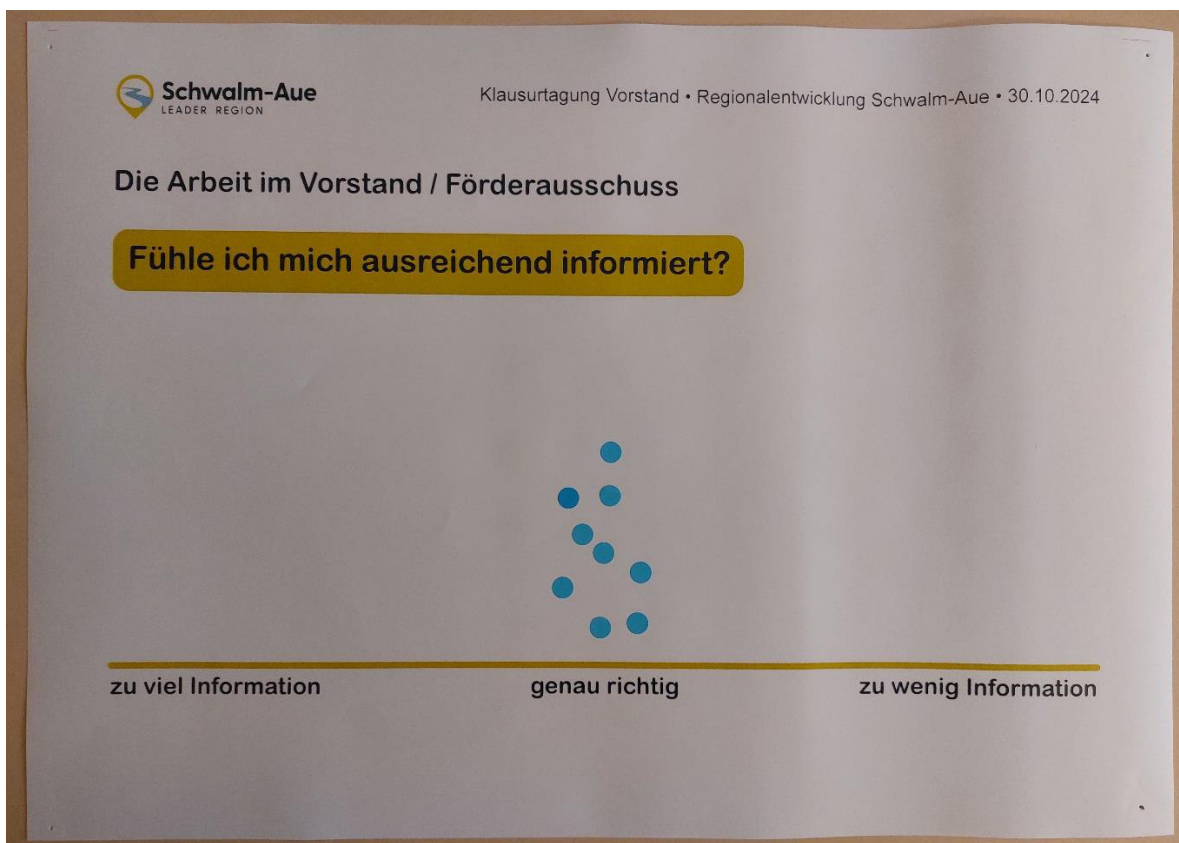 Schwalm-Aue
LEADER REGION
Klausurtagung Vorstand • Regionalentwicklung Schwalm-Aue • 30.10.2024
Die Arbeit im Vorstand / Förderausschuss
Fühle ich mich ausreichend informiert?
zu viel Information
genau richtig
zu wenig Information